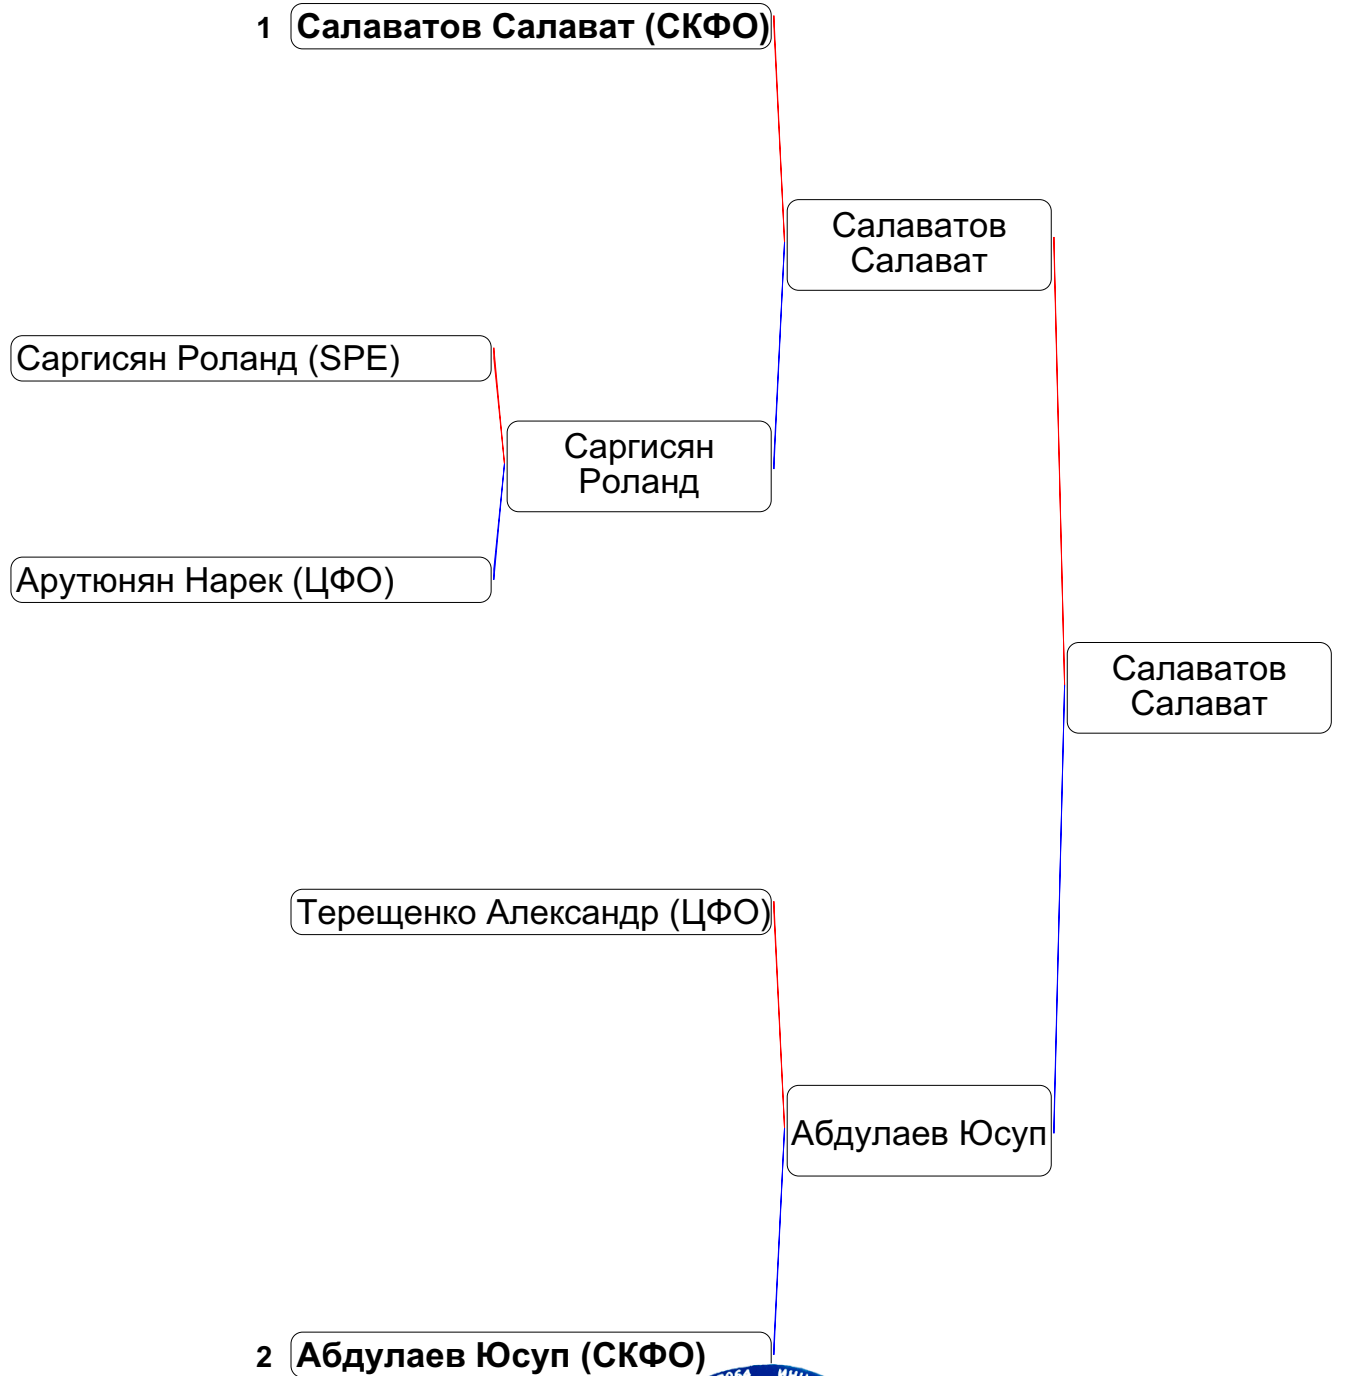 1 Салаватов Салават (СКФО)
Салаватов
Салават
Саргисян Роланд (SPE)
Саргисян
Роланд
Арутюнян Нарек (ЦФО)
Салаватов
Салават
Терещенко Александр (ЦФО)
Абдулаев Юсуп
2 Абдулаев Юсуп (СКФО)